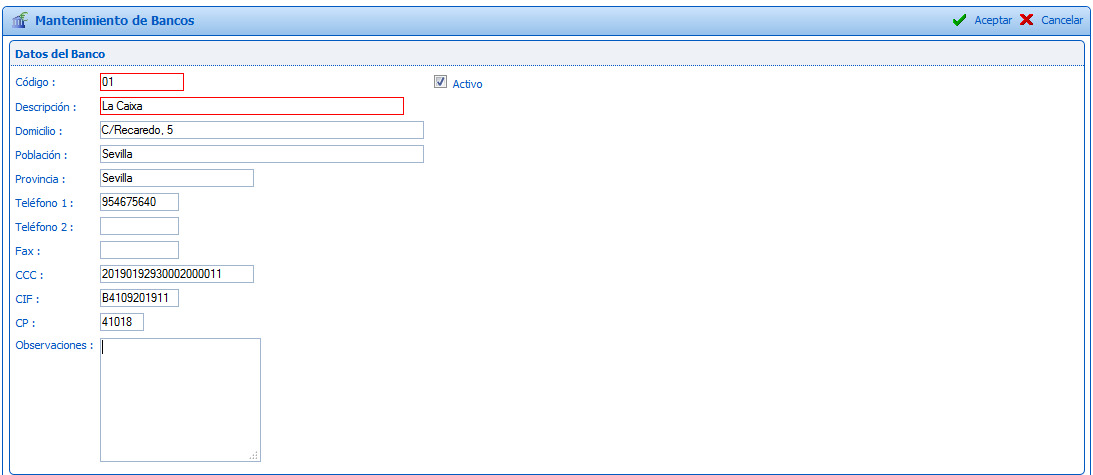 Mantenimiento de Bancos Aceptar Cancelar
Datos del Banco
Código : 01 Activo
Descripción : La Caixa
Domicilio : C/Recaredo, 5
Población : Sevilla
Provincia : Sevilla
Teléfono 1 : 954675640
Teléfono 2 :
Fax :
CCC : 20190192930002000011
CIF : B4109201911
CP : 41018
Observaciones :